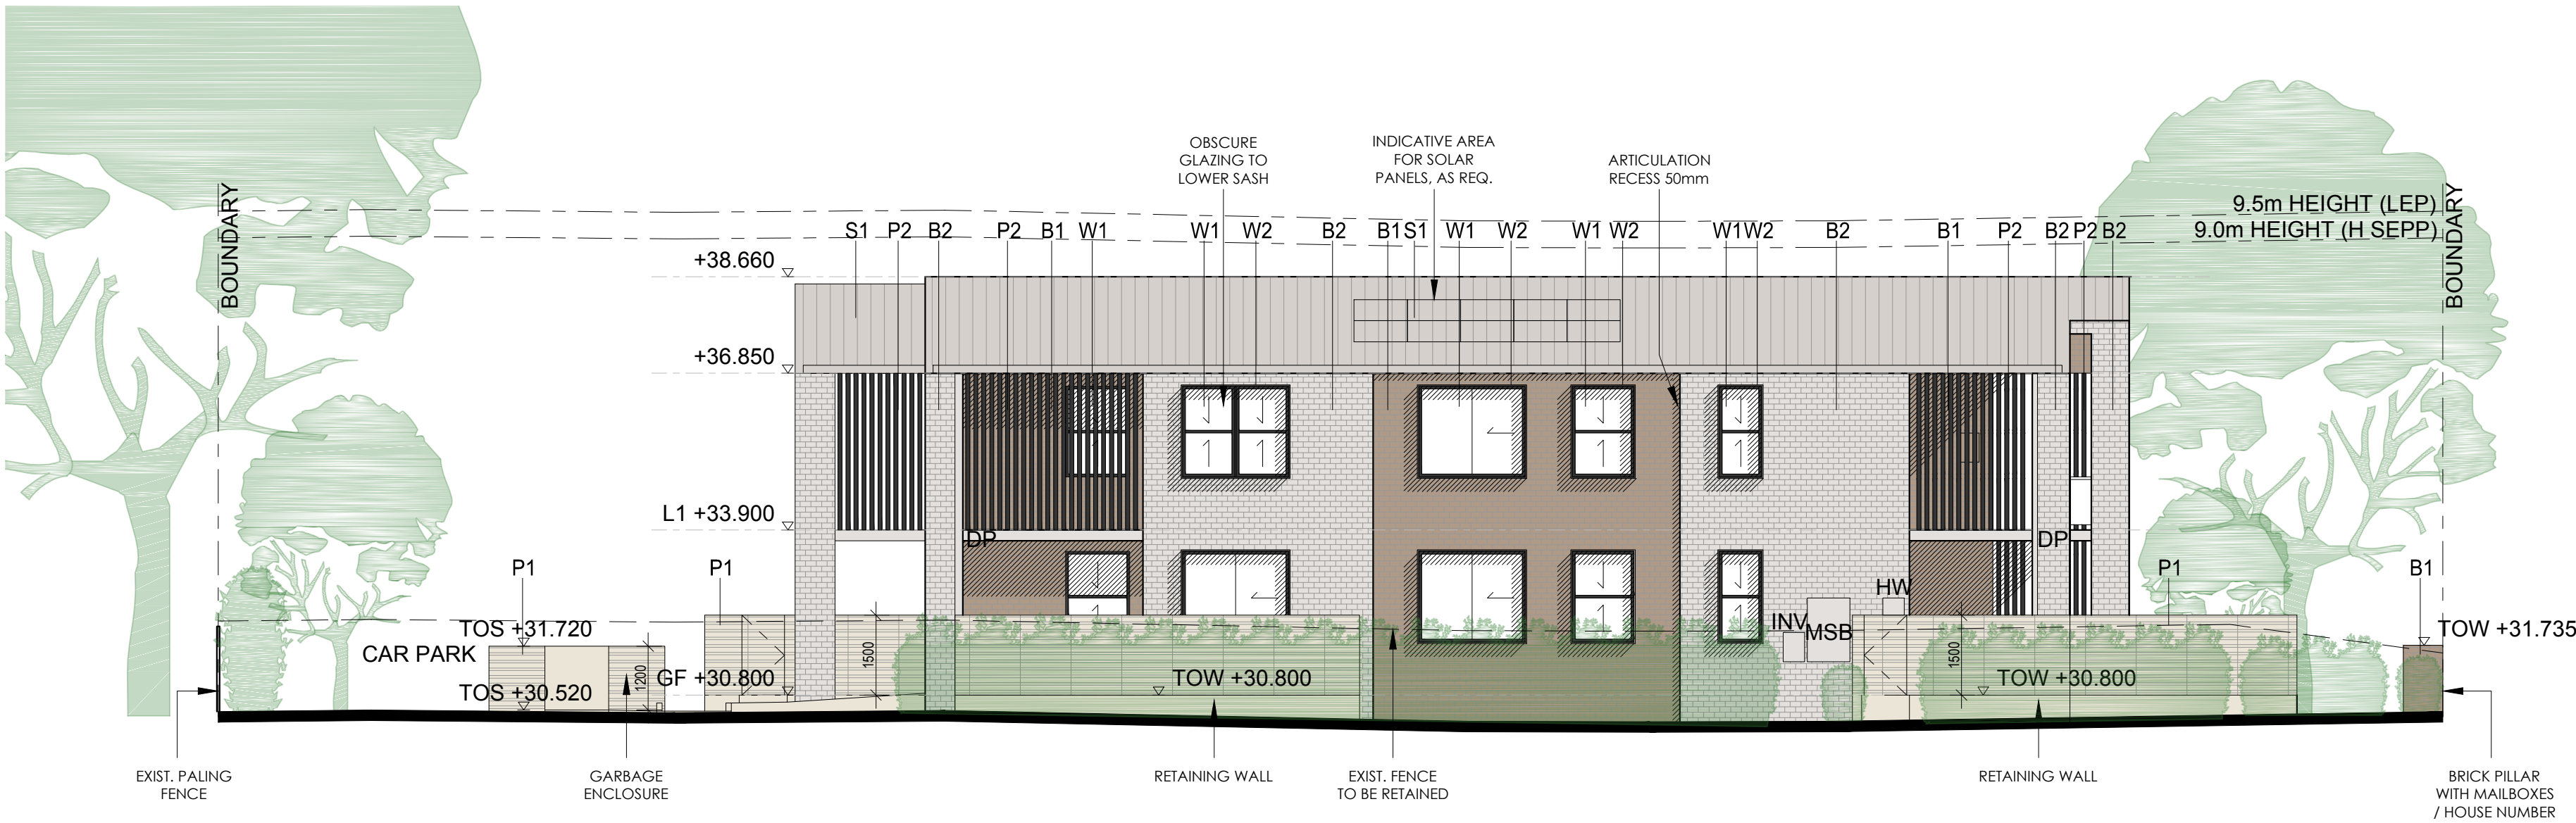 OBSCURE
GLAZING TO
LOWER SASH
INDICATIVE AREA
FOR SOLAR
PANELS, AS REQ.
ARTICULATION
RECESS 50mm
BOUNDARY
BOUNDARY
9.5m HEIGHT (LEP)
9.0m HEIGHT (H SEPP)
S1 P2 B2 P2 B1 W1 W1 W2 B2 B1 S1 W1 W2 W1 W2 W1 W2 B2 B1 P2 B2 P2 B2
+38.660
+36.850
L1 +33.900
DP
DP
P1
P1
P1
B1
HW
INV
MSB
TOS +31.720
TOW +31.735
CAR PARK
1200
1500
1500
GF +30.800
TOW +30.800
TOW +30.800
TOS +30.520
EXIST. PALING
FENCE
GARBAGE
ENCLOSURE
RETAINING WALL
EXIST. FENCE
TO BE RETAINED
RETAINING WALL
BRICK PILLAR
WITH MAILBOXES
/ HOUSE NUMBER